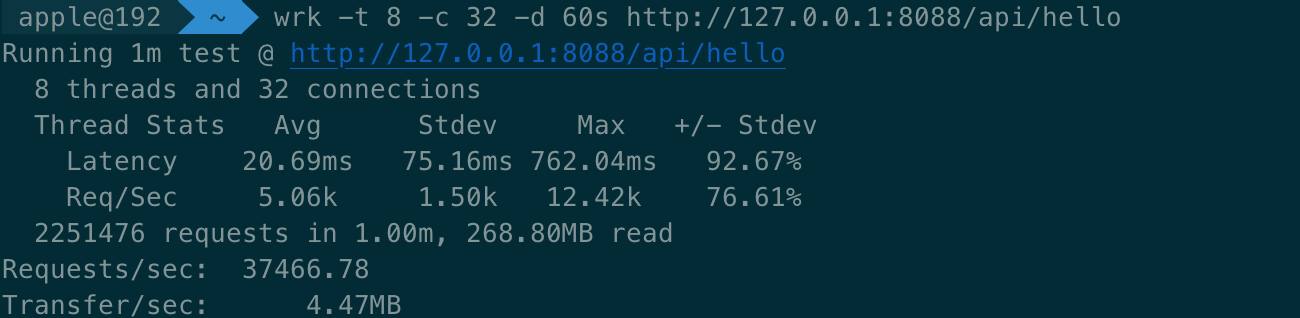 apple@192 ~ wrk -t 8 -c 32 -d 60s http://127.0.0.1:8088/api/hello
Running 1m test @ http://127.0.0.1:8088/api/hello
  8 threads and 32 connections
  Thread Stats   Avg      Stdev     Max   +/- Stdev
    Latency    20.69ms   75.16ms 762.04ms   92.67%
    Req/Sec     5.06k     1.50k   12.42k    76.61%
  2251476 requests in 1.00m, 268.80MB read
Requests/sec:  37466.78
Transfer/sec:      4.47MB